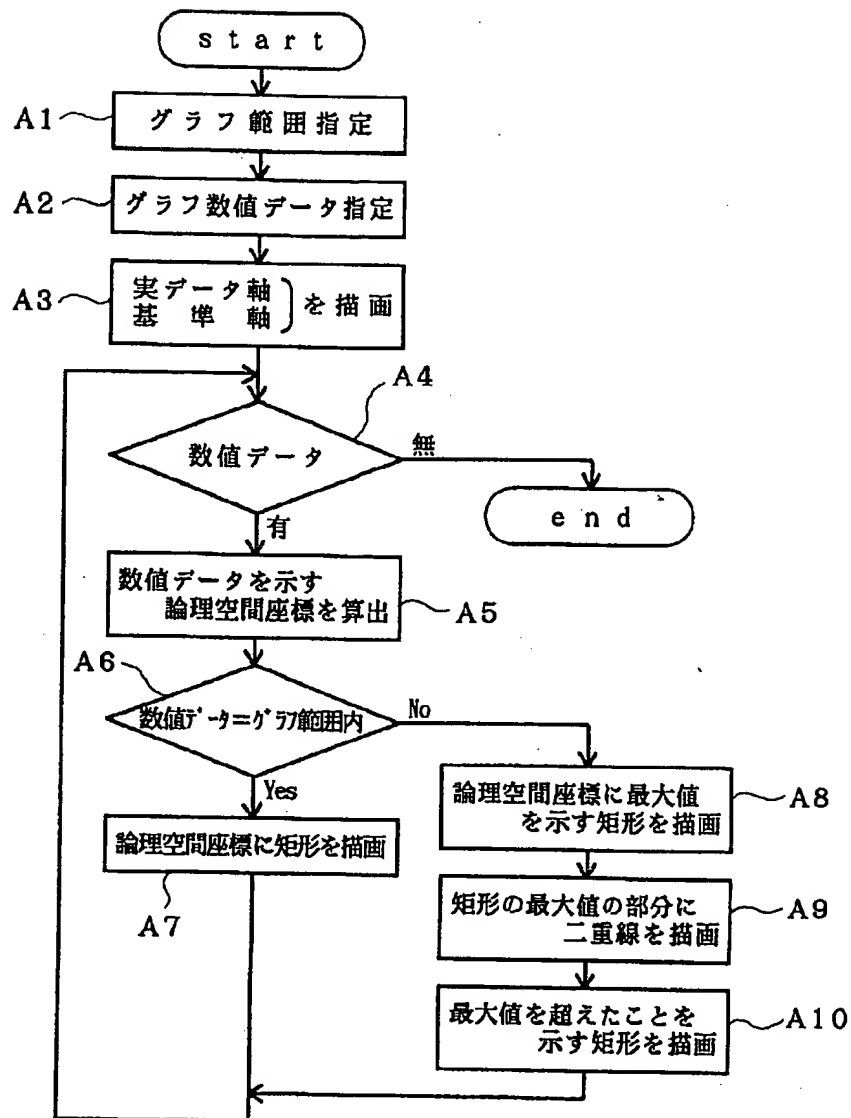 start
A1
グラフ範囲指定
A2
グラフ数値データ指定
A3
実データ軸
基準軸
を描画
A4
数値データ
無
end
有
数値データを示す
論理空間座標を算出
A5
A6
数値データ=グラフ範囲内
No
Yes
論理空間座標に最大値
を示す矩形を描画
A8
論理空間座標に矩形を描画
A7
矩形の最大値の部分に
二重線を描画
A9
最大値を超えたことを
示す矩形を描画
A10